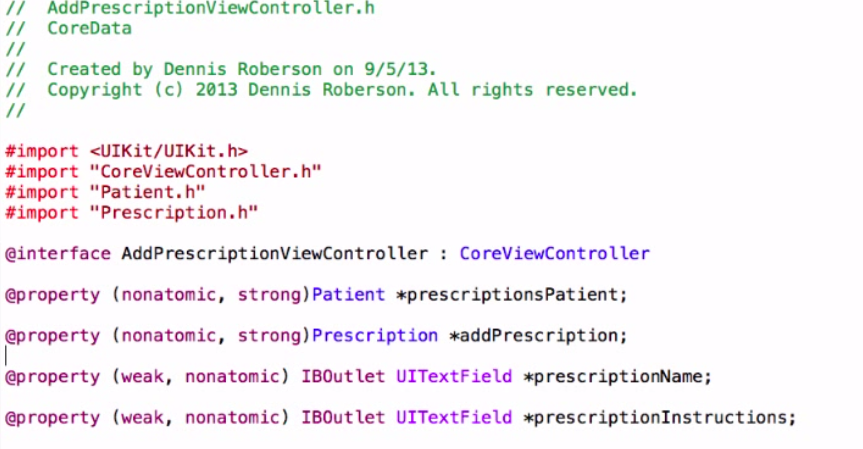 //  AddPrescriptionViewController.h
//  CoreData
//
//  Created by Dennis Roberson on 9/5/13.
//  Copyright (c) 2013 Dennis Roberson. All rights reserved.
//
#import <UIKit/UIKit.h>
#import "CoreViewController.h"
#import "Patient.h"
#import "Prescription.h"
@interface AddPrescriptionViewController : CoreViewController
@property (nonatomic, strong)Patient *prescriptionsPatient;
@property (nonatomic, strong)Prescription *addPrescription;
@property (weak, nonatomic) IBOutlet UITextField *prescriptionName;
@property (weak, nonatomic) IBOutlet UITextField *prescriptionInstructions;